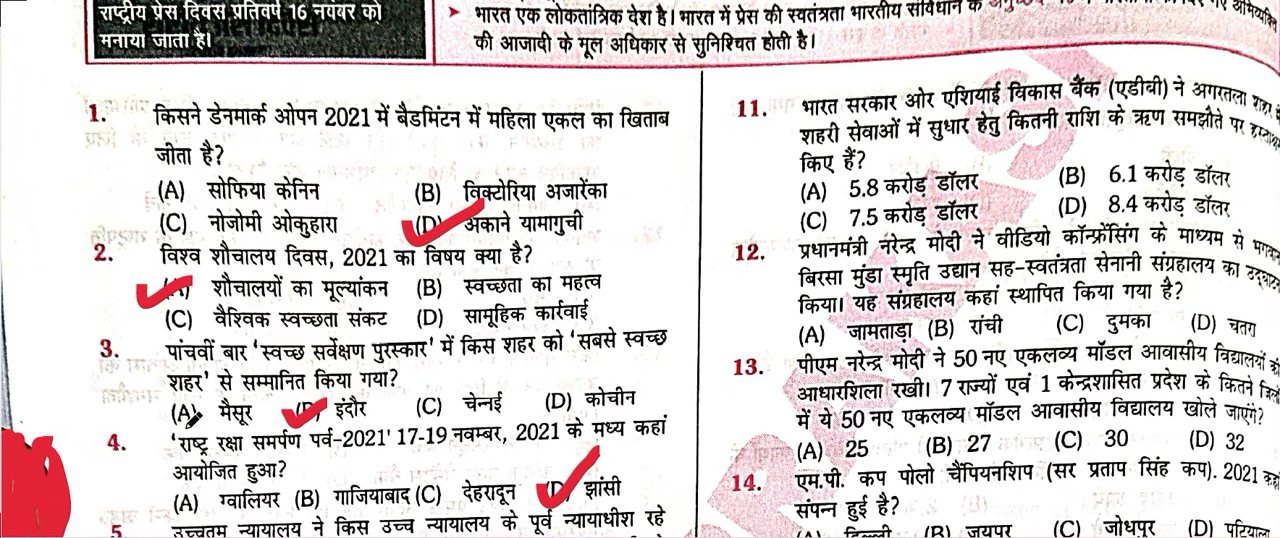 राष्ट्रीय प्रेस दिवस प्रतिवर्ष 16 नवंबर को
मनाया जाता है।
भारत एक लोकतांत्रिक देश है। भारत में प्रेस की स्वतंत्रता भारतीय संविधान के
की आजादी के मूल अधिकार से सुनिश्चित होती है।
1. किसने डेनमार्क ओपन 2021 में बैडमिंटन में महिला एकल का खिताब
जीता है?
(A) सोफिया केनिन (B) विक्टोरिया अजारेंका
(C) नोजोमी ओकुहारा (D) अकाने यामागुची
2. विश्व शौचालय दिवस, 2021 का विषय क्या है?
(A) शौचालयों का मूल्यांकन (B) स्वच्छता का महत्व
(C) वैश्विक स्वच्छता संकट (D) सामूहिक कार्रवाई
3. पांचवीं बार 'स्वच्छ सर्वेक्षण पुरस्कार' में किस शहर को 'सबसे स्वच्छ
शहर' से सम्मानित किया गया?
(A) मैसूर (B) इंदौर (C) चेन्नई (D) कोचीन
4. 'राष्ट्र रक्षा समर्पण पर्व-2021' 17-19 नवम्बर, 2021 के मध्य कहां
आयोजित हुआ?
(A) ग्वालियर (B) गाजियाबाद (C) देहरादून (D) झांसी
5. उच्चतम न्यायालय ने किस उच्च न्यायालय के पूर्व न्यायाधीश रहे
11. भारत सरकार ओर एशियाई विकास बैंक (एडीबी) ने अगरतला शहर में
शहरी सेवाओं में सुधार हेतु कितनी राशि के ऋण समझौते पर
किए हैं?
(A) 5.8 करोड़ डॉलर (B) 6.1 करोड़ डॉलर
(C) 7.5 करोड़ डॉलर (D) 8.4 करोड़ डॉलर
12. प्रधानमंत्री नरेन्द्र मोदी ने वीडियो कॉन्फ्रेंसिंग के माध्यम से
बिरसा मुंडा स्मृति उद्यान सह-स्वतंत्रता सेनानी संग्रहालय का
किया। यह संग्रहालय कहां स्थापित किया गया है?
(A) जामताड़ा (B) रांची (C) दुमका (D) चतरा
13. पीएम नरेन्द्र मोदी ने 50 नए एकलव्य मॉडल आवासीय विद्यालयों की
आधारशिला रखी। 7 राज्यों एवं 1 केन्द्रशासित प्रदेश के कितने
में ये 50 नए एकलव्य मॉडल आवासीय विद्यालय खोले जाएंगे?
(A) 25 (B) 27 (C) 30 (D) 32
14. एम.पी. कप पोलो चैंपियनशिप (सर प्रताप सिंह कप). 2021
संपन्न हुई है?
(A) दिल्ली (B) जयपुर (C) जोधपुर (D) पटियाला